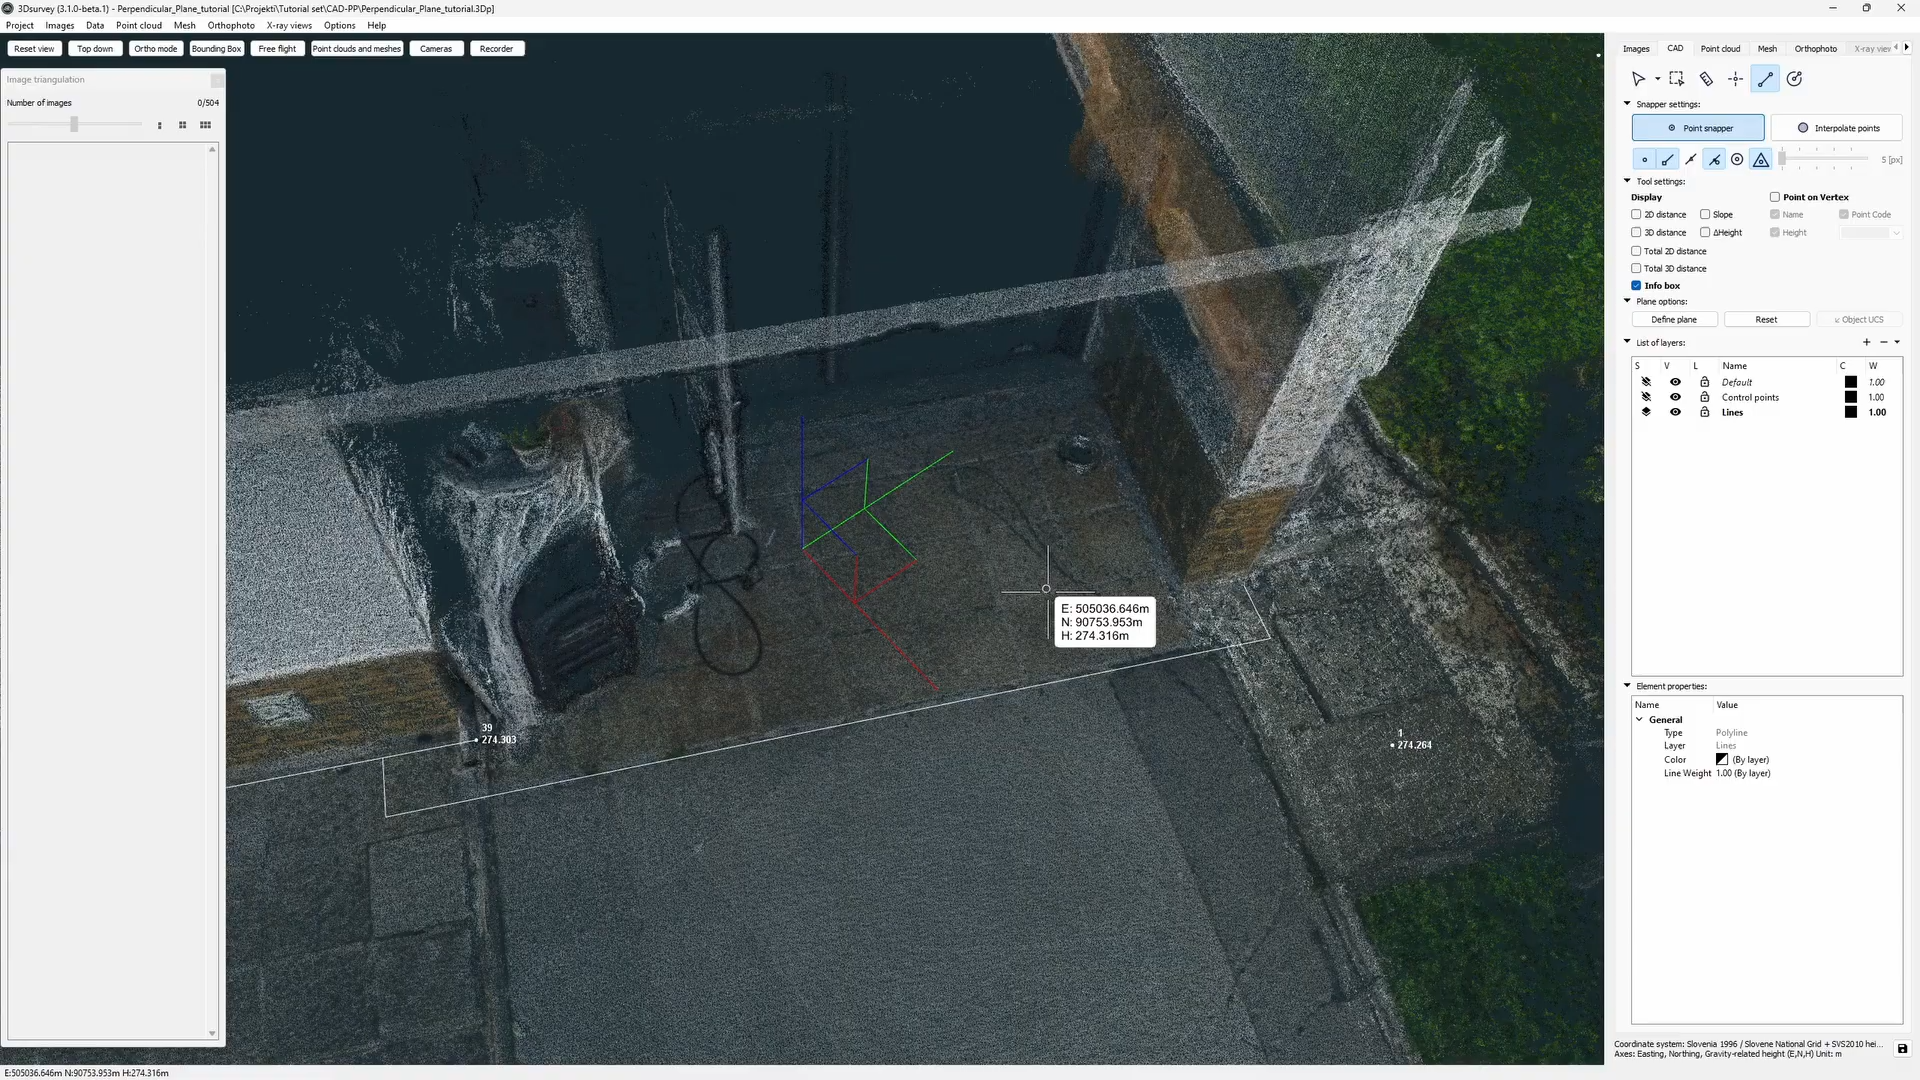 3Dsurvey (3.1.0-beta.1) - Perpendicular_Plane_tutorial [C:\Projekti\Tutorial set\CAD-PP\Perpendicular_Plane_tutorial.3Dp]
Project Images Data Point cloud Mesh Orthophoto X-ray views Options Help
Reset view Top down Ortho mode Bounding Box Free flight Point clouds and meshes Cameras Recorder
Image triangulation
Number of images 0/504
39
274.303
E: 505036.646m
N: 90753.953m
H: 274.316m
1
274.264
Images CAD Point cloud Mesh Orthophoto X-ray view
Snapper settings:
Point snapper Interpolate points
5 [px]
Tool settings:
Display Point on Vertex
2D distance Slope Name Point Code
3D distance ΔHeight Height
Total 2D distance
Total 3D distance
Info box
Plane options:
Define plane Reset Object UCS
List of layers:
S V L Name C W
Default 1.00
Control points 1.00
Lines 1.00
Element properties:
Name Value
General
Type Polyline
Layer Lines
Color (By layer)
Line Weight 1.00 (By layer)
Coordinate system: Slovenia 1996 / Slovene National Grid + SVS2010 hei...
Axes: Easting, Northing, Gravity-related height (E,N,H) Unit: m
E:505036.646m N:90753.953m H:274.316m